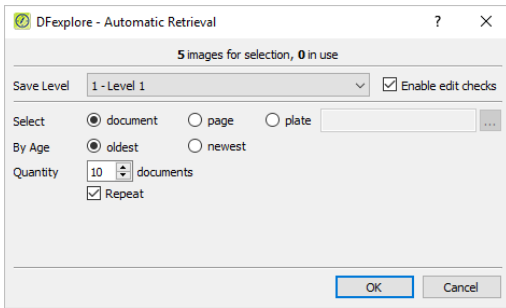 DFexplore - Automatic Retrieval ?
5 images for selection, 0 in use
Save Level 1 - Level 1 Enable edit checks
Select document page plate ...
By Age oldest newest
Quantity 10 documents
Repeat
OK Cancel